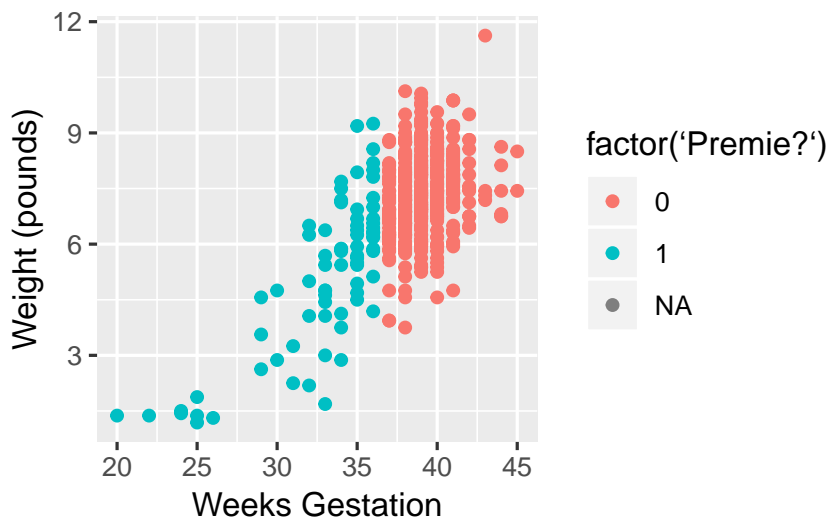 12
9
6
3
Weight (pounds)
20 25 30 35 40 45
Weeks Gestation
factor(‘Premie?‘)
0
1
NA